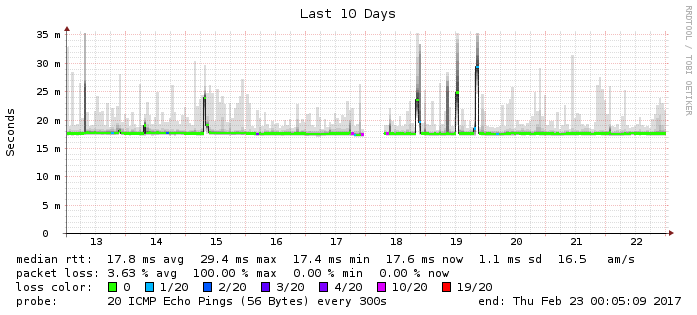 Last 10 Days
RRDTOOL / TOBI OETIKER
Seconds
35 m
30 m
25 m
20 m
15 m
10 m
5 m
0
13 14 15 16 17 18 19 20 21 22
median rtt: 17.8 ms avg 29.4 ms max 17.4 ms min 17.6 ms now 1.1 ms sd 16.5 am/s
packet loss: 3.63 % avg 100.00 % max 0.00 % min 0.00 % now
loss color: 0 1/20 2/20 3/20 4/20 10/20 19/20
probe: 20 ICMP Echo Pings (56 Bytes) every 300s end: Thu Feb 23 00:05:09 2017